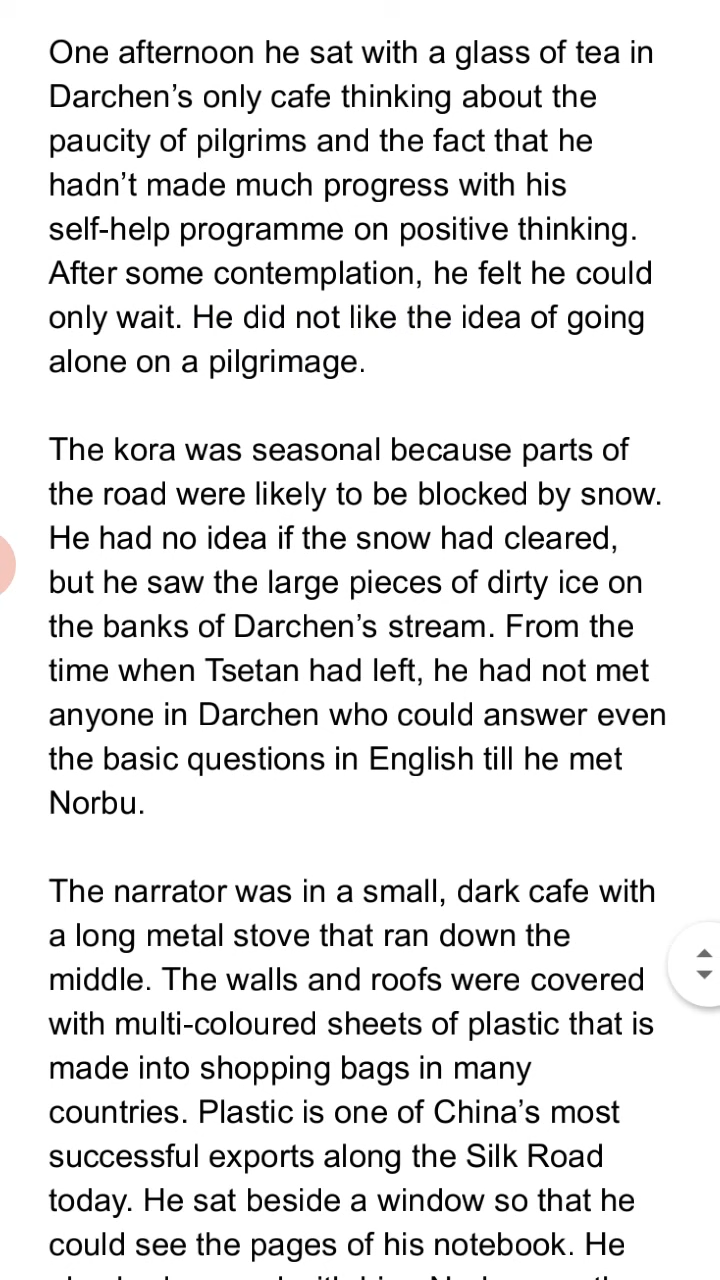 One afternoon he sat with a glass of tea in
Darchen’s only cafe thinking about the
paucity of pilgrims and the fact that he
hadn’t made much progress with his
self-help programme on positive thinking.
After some contemplation, he felt he could
only wait. He did not like the idea of going
alone on a pilgrimage.
The kora was seasonal because parts of
the road were likely to be blocked by snow.
He had no idea if the snow had cleared,
but he saw the large pieces of dirty ice on
the banks of Darchen’s stream. From the
time when Tsetan had left, he had not met
anyone in Darchen who could answer even
the basic questions in English till he met
Norbu.
The narrator was in a small, dark cafe with
a long metal stove that ran down the
middle. The walls and roofs were covered
with multi-coloured sheets of plastic that is
made into shopping bags in many
countries. Plastic is one of China’s most
successful exports along the Silk Road
today. He sat beside a window so that he
could see the pages of his notebook. He